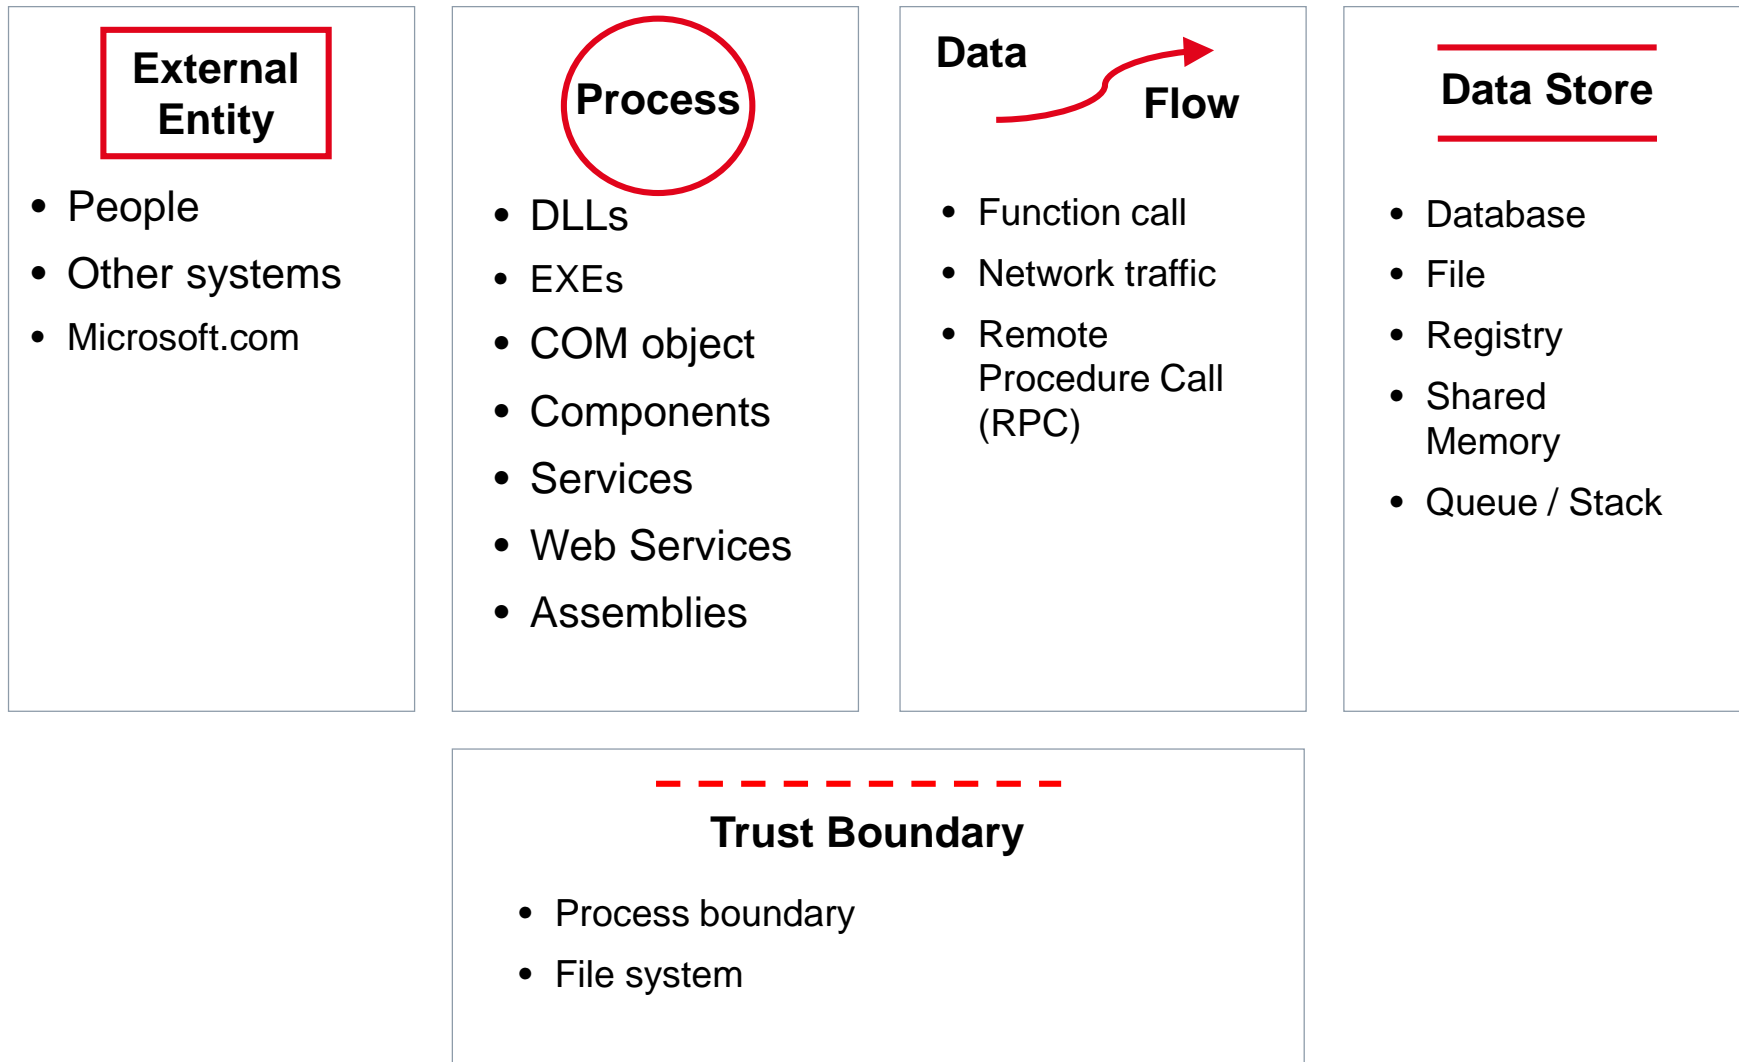 External
Entity
• People
• Other systems
• Microsoft.com
Process
• DLLs
• EXEs
• COM object
• Components
• Services
• Web Services
• Assemblies
Data
Flow
• Function call
• Network traffic
• Remote
Procedure Call
(RPC)
Data Store
• Database
• File
• Registry
• Shared
Memory
• Queue / Stack
Trust Boundary
• Process boundary
• File system